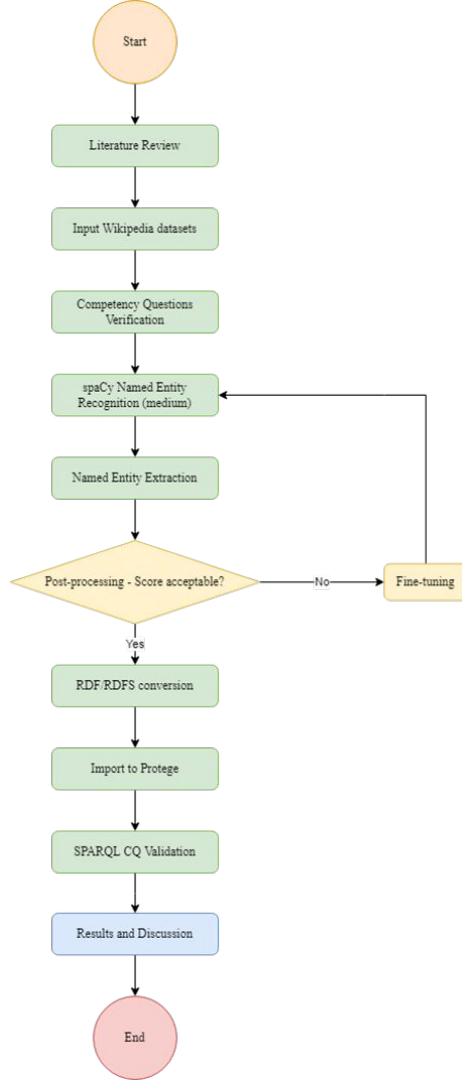 Start
Literature Review
Input Wikipedia datasets
Competency Questions
Verification
spaCy Named Entity
Recognition (medium)
Named Entity Extraction
Post-processing - Score acceptable?
No
Fine-tuning
Yes
RDF/RDFS conversion
Import to Protege
SPARQL CQ Validation
Results and Discussion
End